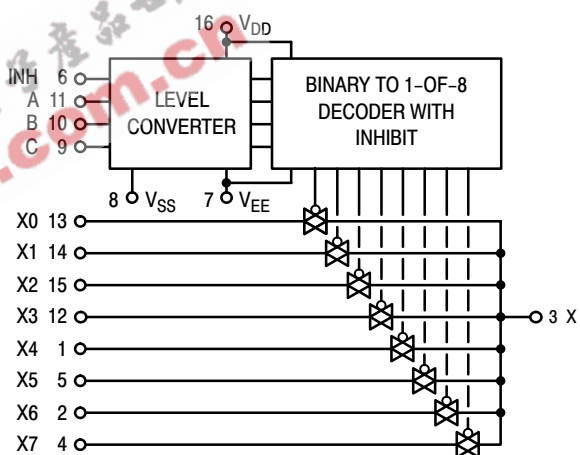 16 VDD
INH 6
A 11
B 10
C 9
LEVEL
CONVERTER
BINARY TO 1–OF–8
DECODER WITH
INHIBIT
8 VSS
7 VEE
X0 13
X1 14
X2 15
X3 12
X4 1
X5 5
X6 2
X7 4
3 X
om.cn